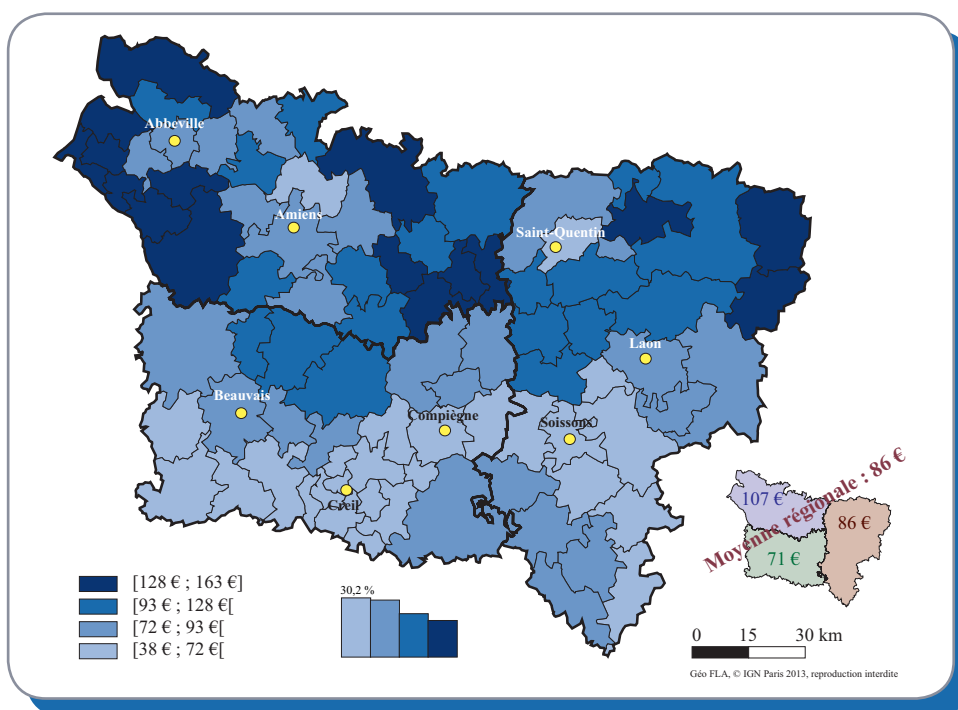 Abbeville
Amiens
Saint-Quentin
Laon
Beauvais
Compiègne
Soissons
Creil
Moyenne régionale : 86 €
107 €
86 €
71 €
[128 € ; 163 €]
[93 € ; 128 €[
[72 € ; 93 €[
[38 € ; 72 €[
30,2 %
0 15 30 km
Géo FLA, © IGN Paris 2013, reproduction interdite